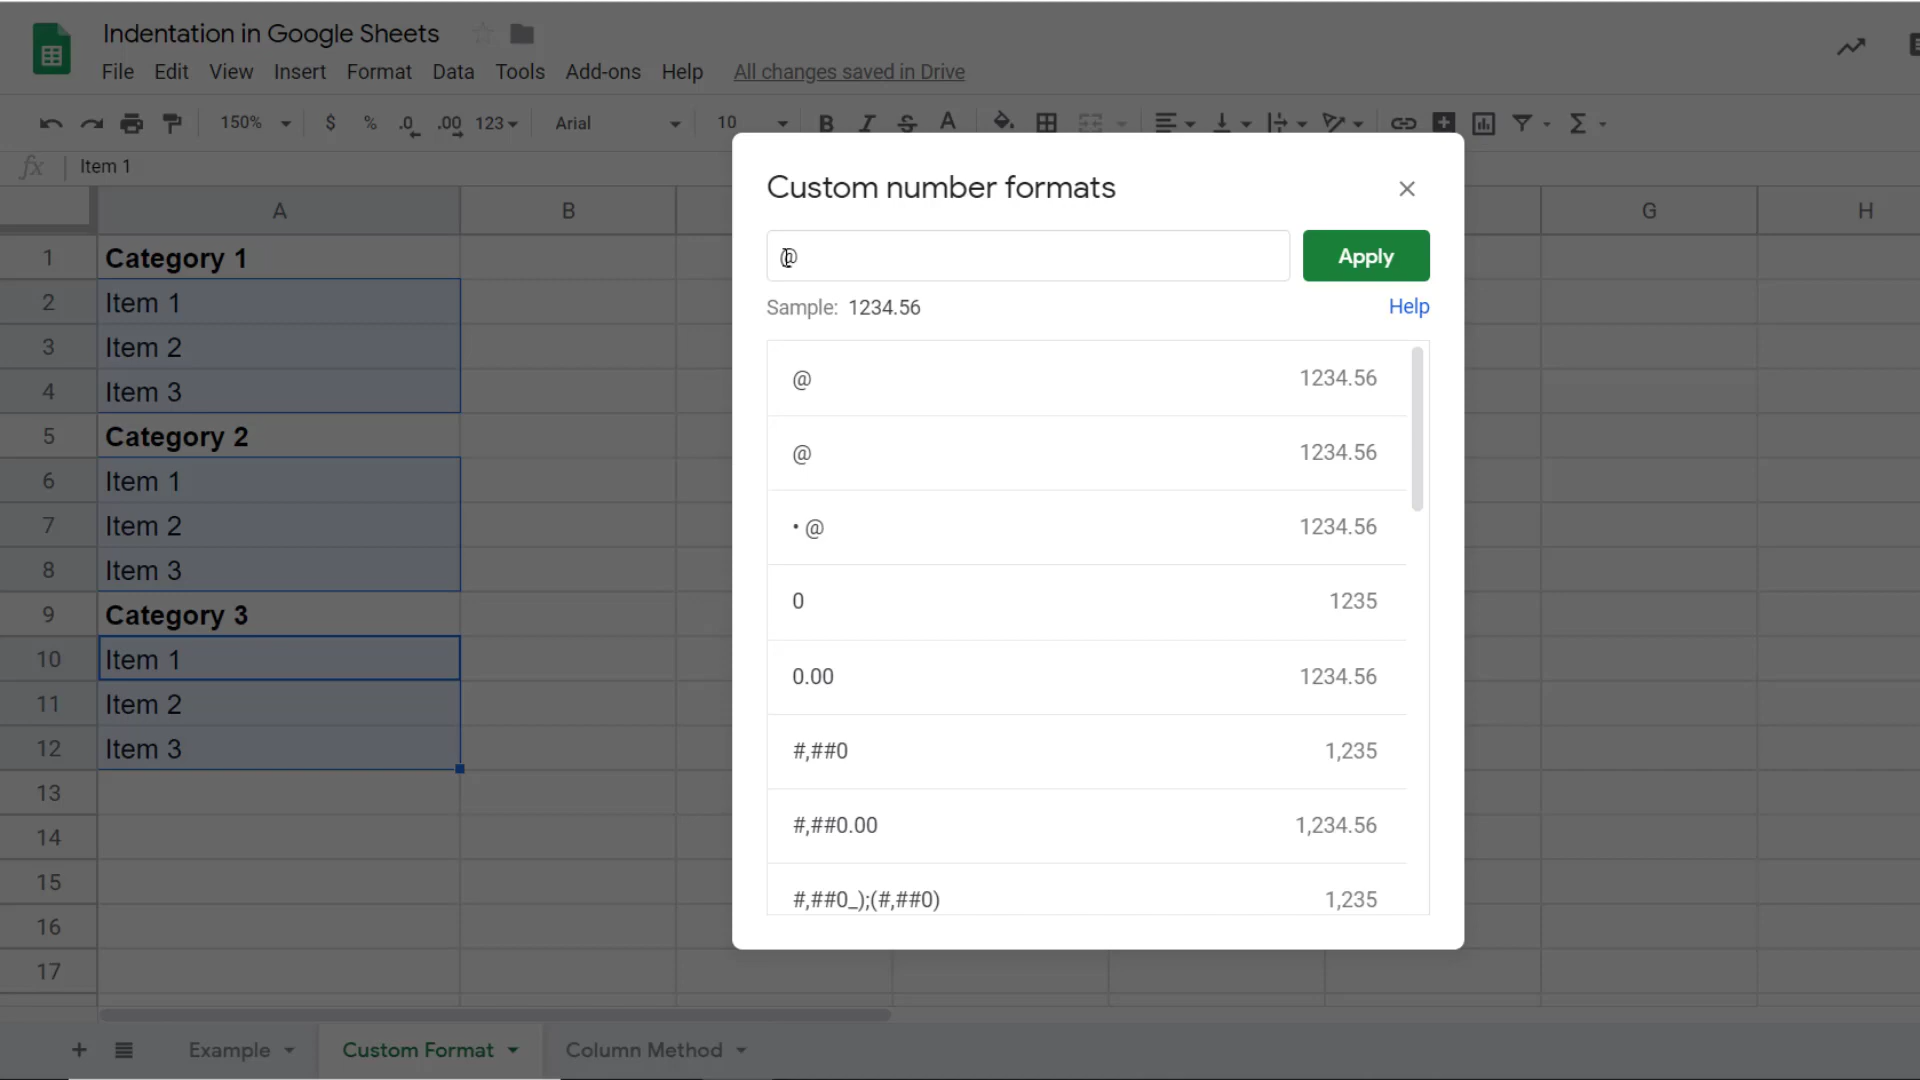 Indentation in Google Sheets
File Edit View Insert Format Data Tools Add-ons Help All changes saved in Drive
150% $ % .0 .00 123 Arial 10 B I S A Σ
fx Item 1
A B G H
1 Category 1
2 Item 1
3 Item 2
4 Item 3
5 Category 2
6 Item 1
7 Item 2
8 Item 3
9 Category 3
10 Item 1
11 Item 2
12 Item 3
13
14
15
16
17
Custom number formats
@
Apply
Sample: 1234.56
Help
@ 1234.56
@ 1234.56
• @ 1234.56
0 1235
0.00 1234.56
#,##0 1,235
#,##0.00 1,234.56
#,##0_);(#,##0) 1,235
Example Custom Format Column Method